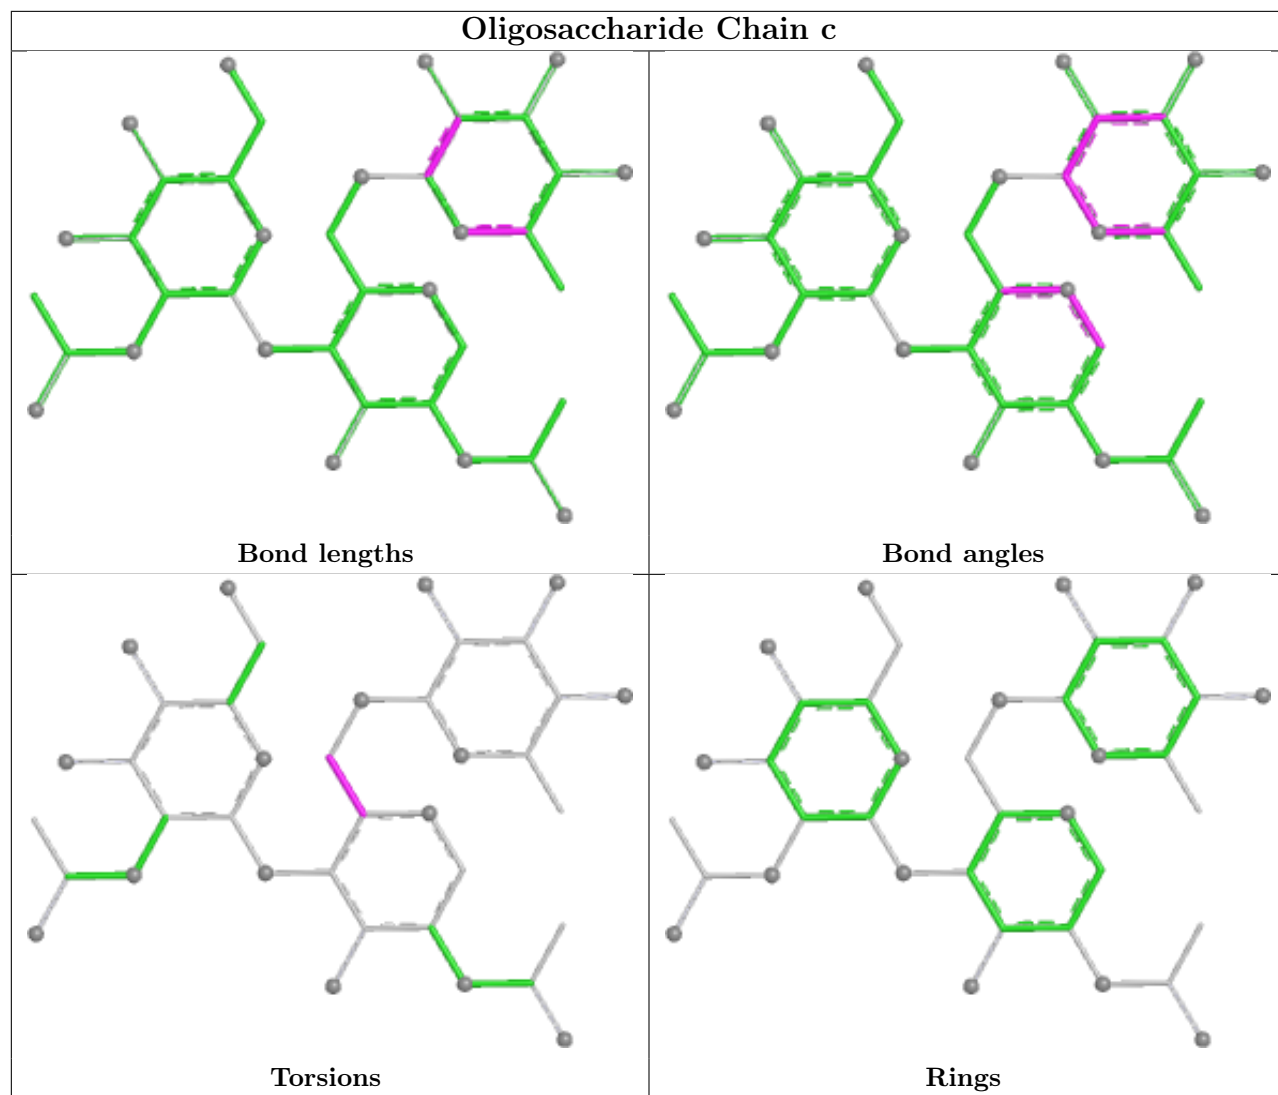 Oligosaccharide Chain c
Bond lengths
Bond angles
Torsions
Rings